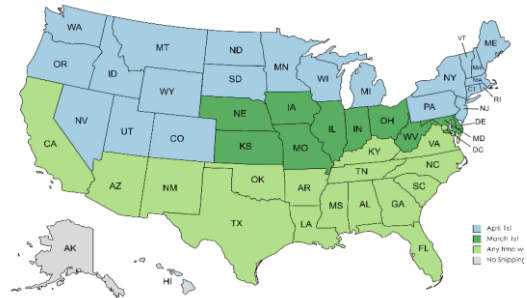 WA
MT
ND
MN
WI
MI
VT
NH
ME
OR
ID
WY
SD
NY
MA
CT
RI
NV
UT
CO
NE
IA
IL
IN
OH
PA
NJ
DE
MD
DC
CA
KS
MO
WV
KY
VA
AZ
NM
OK
AR
TN
NC
SC
TX
LA
MS
AL
GA
FL
AK
HI
April 1st
March 1st
Any time w
No Shipping